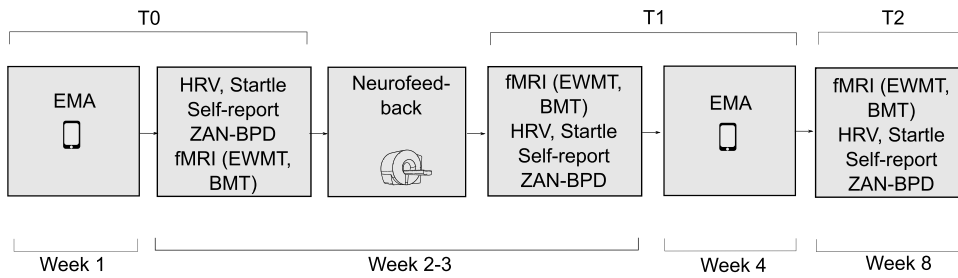 T0
T1
T2
EMA
HRV, Startle
Self-report
ZAN-BPD
fMRI (EWMT,
BMT)
Neurofeed-
back
fMRI (EWMT,
BMT)
HRV, Startle
Self-report
ZAN-BPD
EMA
fMRI (EWMT,
BMT)
HRV, Startle
Self-report
ZAN-BPD
Week 1
Week 2-3
Week 4
Week 8